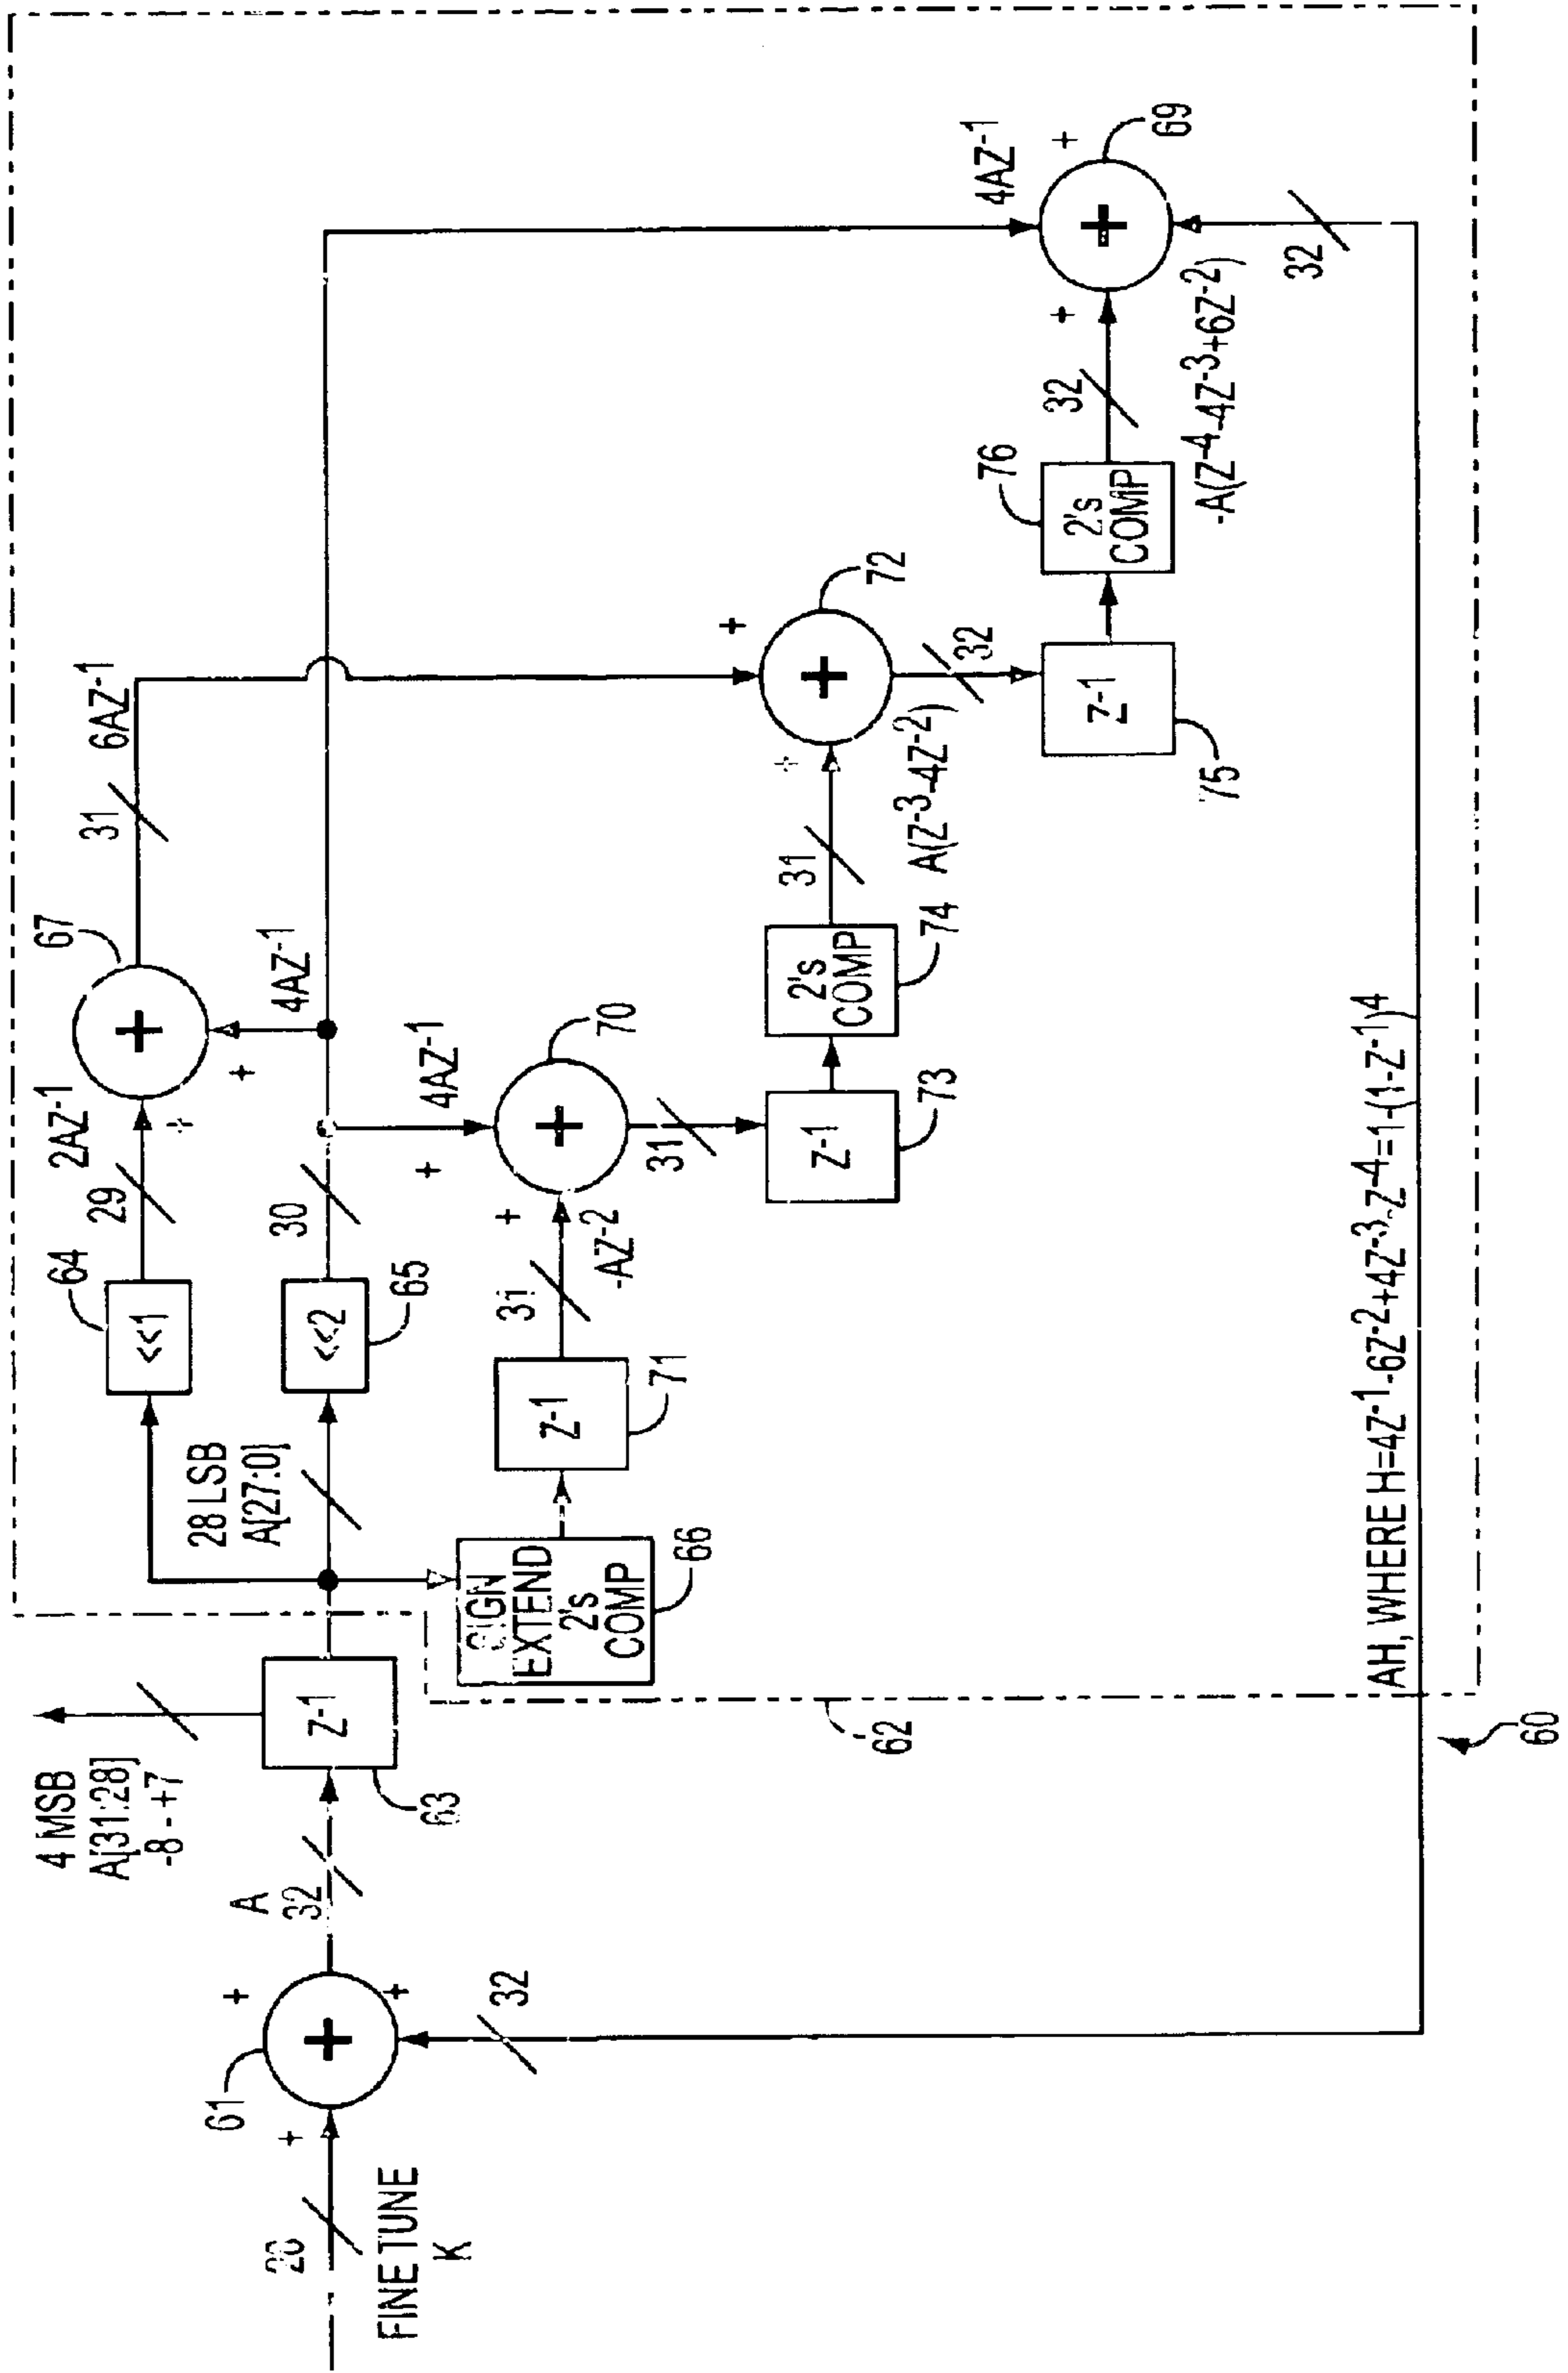 FINE TUNE
K
61
+
+
+
+
32
A
32
4 MSB
A[31:28]
-8 - +7
Z-1
63
62
60
28 LSB
A[27:0]
SIGN
EXTEND
2's
COMP
66
<<1
64
<<2
65
Z-1
71
29
2AZ-1
+
+
+
67
30
4AZ-1
31
6AZ-1
31
-AZ-2
+
+
4AZ-1
+
70
31
Z-1
73
2's
COMP
74
31
A(Z-3-4Z-2)
+
+
+
72
32
Z-1
75
2's
COMP
76
32
-A(Z-4-4Z-3+6Z-2)
+
+
4AZ-1
+
69
32
AH, WHERE H=4Z-1-6Z-2+4Z-3-Z-4=1-(1-Z-1)4